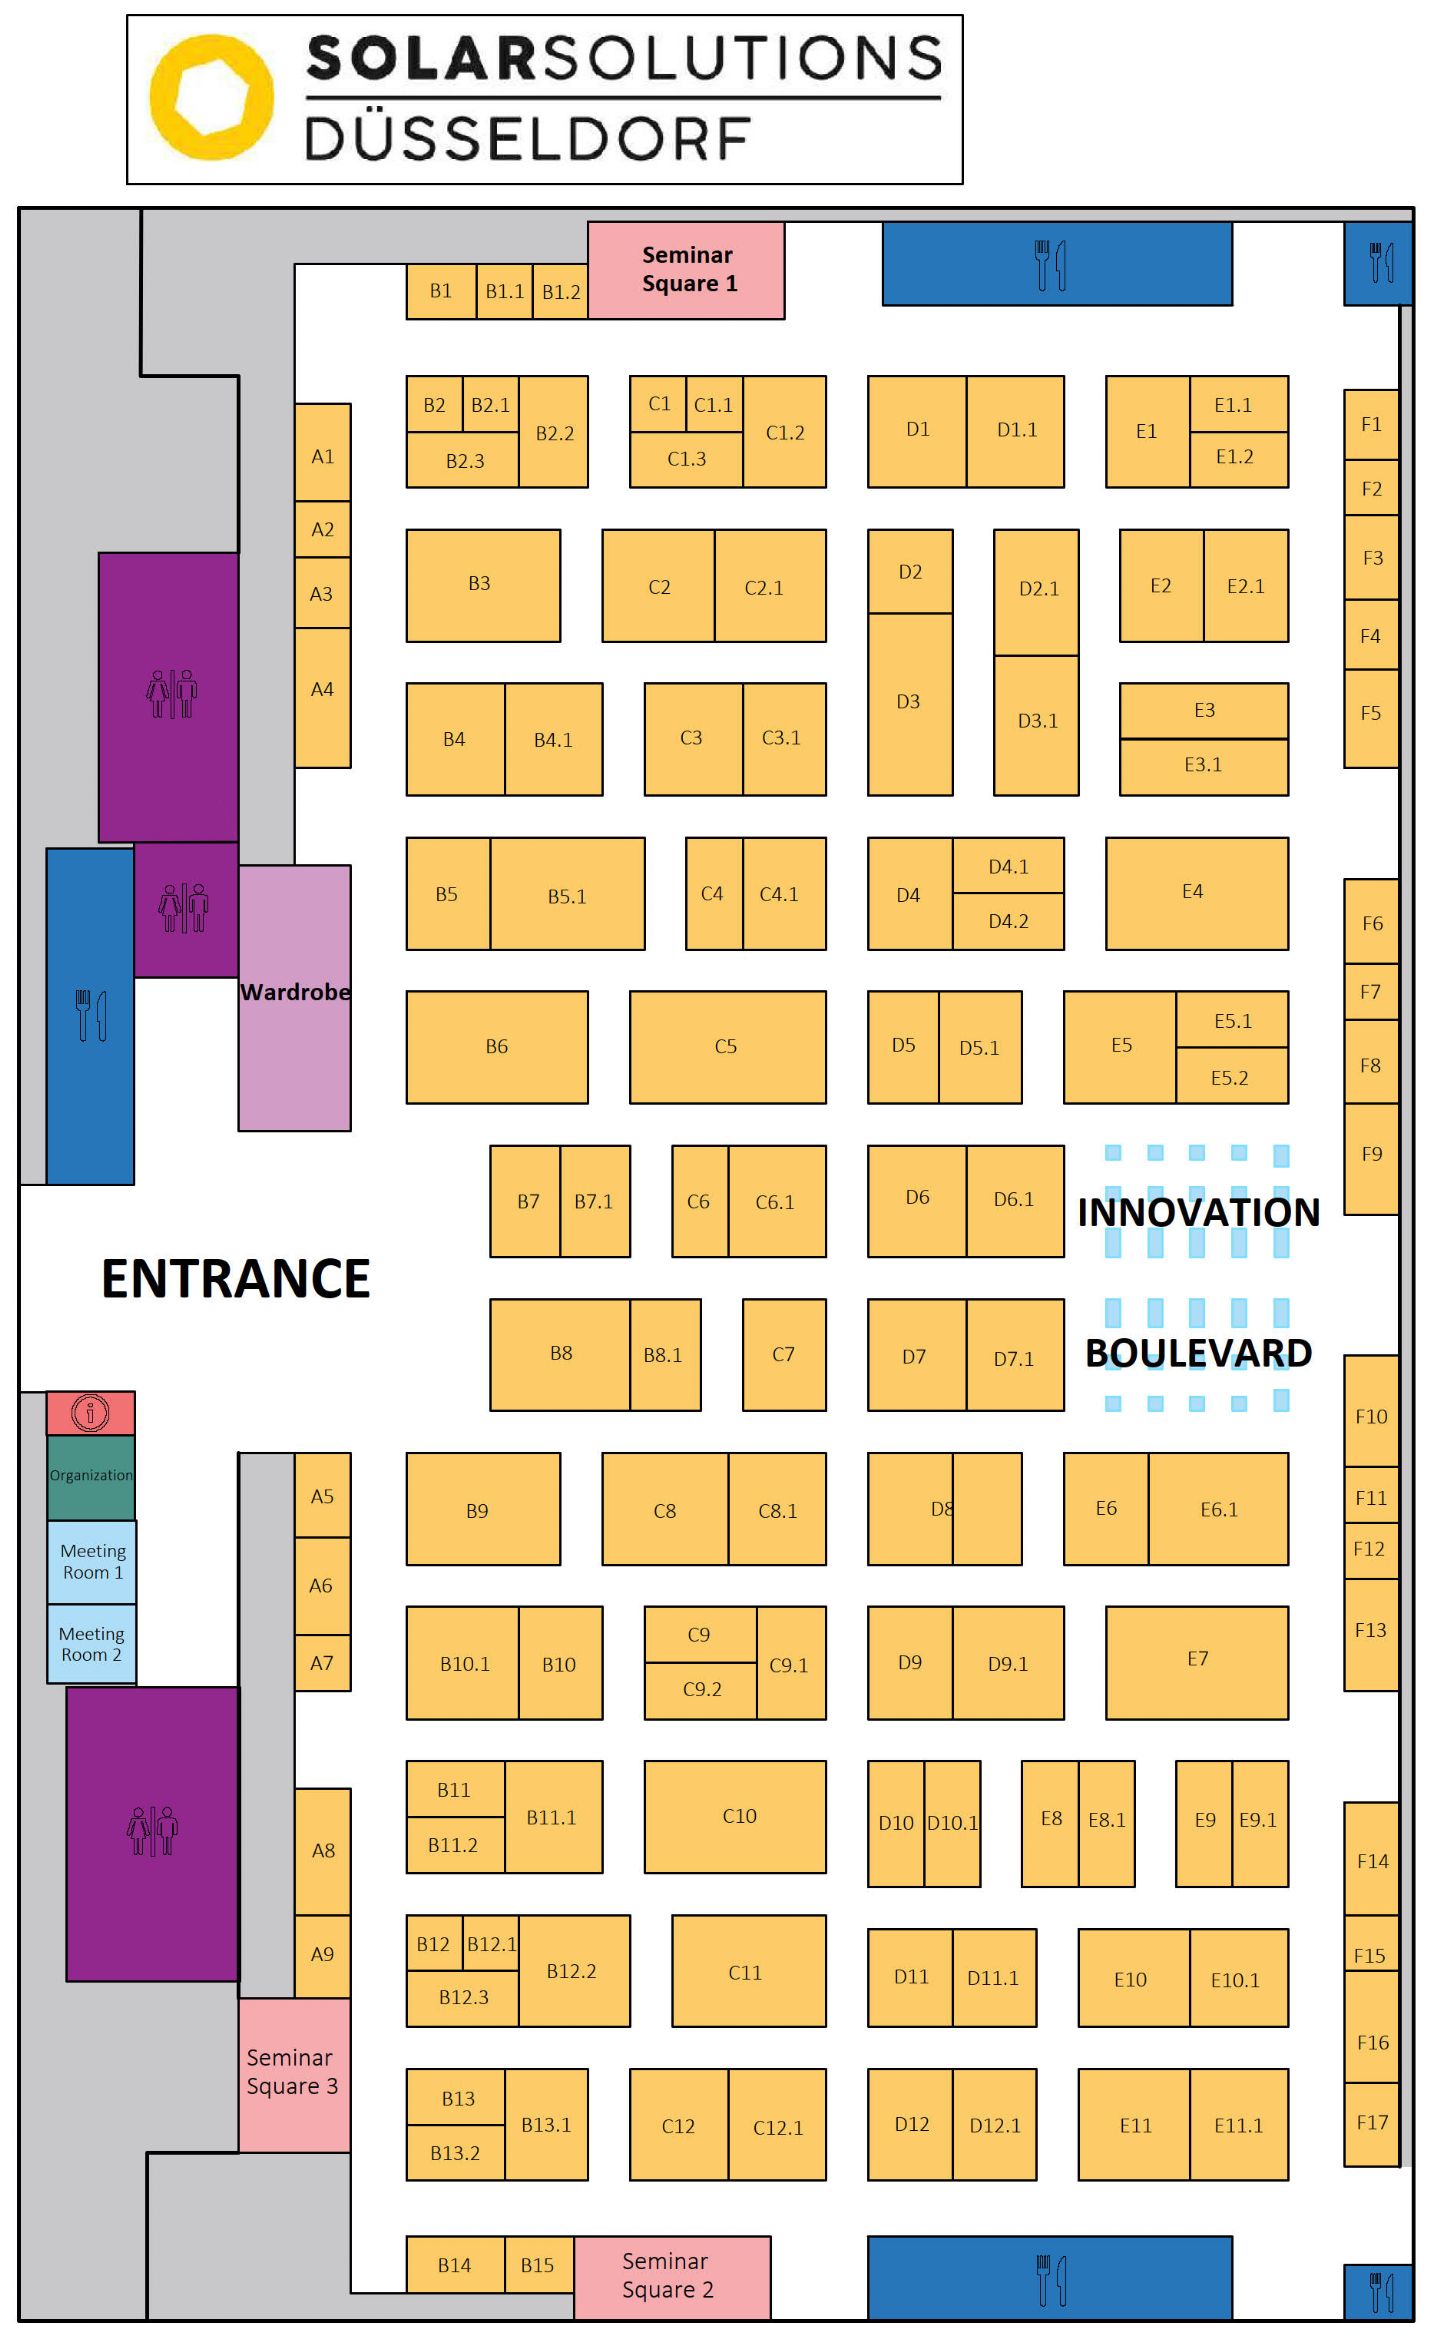 SOLARSOLUTIONS
DÜSSELDORF
Seminar
Square 1
B1 B1.1 B1.2
B2 B2.1 B2.2 B2.3
C1 C1.1 C1.2 C1.3
D1 D1.1
E1 E1.1 E1.2
F1
F2
A1
A2
A3
A4
B3
C2 C2.1
D2 D2.1
E2 E2.1
F3
F4
F5
B4 B4.1
C3 C3.1
D3 D3.1
E3
E3.1
B5 B5.1
C4 C4.1
D4 D4.1 D4.2
E4
F6
F7
F8
F9
Wardrobe
B6
C5
D5 D5.1
E5 E5.1 E5.2
B7 B7.1
C6 C6.1
D6 D6.1
INNOVATION
BOULEVARD
ENTRANCE
B8 B8.1
C7
D7 D7.1
i
Organization
Meeting
Room 1
Meeting
Room 2
A5
A6
A7
B9
C8 C8.1
D8
E6 E6.1
F10
F11
F12
F13
B10.1 B10
C9 C9.1 C9.2
D9 D9.1
E7
A8
A9
B11 B11.1 B11.2
C10
D10 D10.1
E8 E8.1
E9 E9.1
F14
F15
F16
F17
B12 B12.1 B12.2 B12.3
C11
D11 D11.1
E10 E10.1
Seminar
Square 3
B13 B13.1 B13.2
C12 C12.1
D12 D12.1
E11 E11.1
B14 B15
Seminar
Square 2